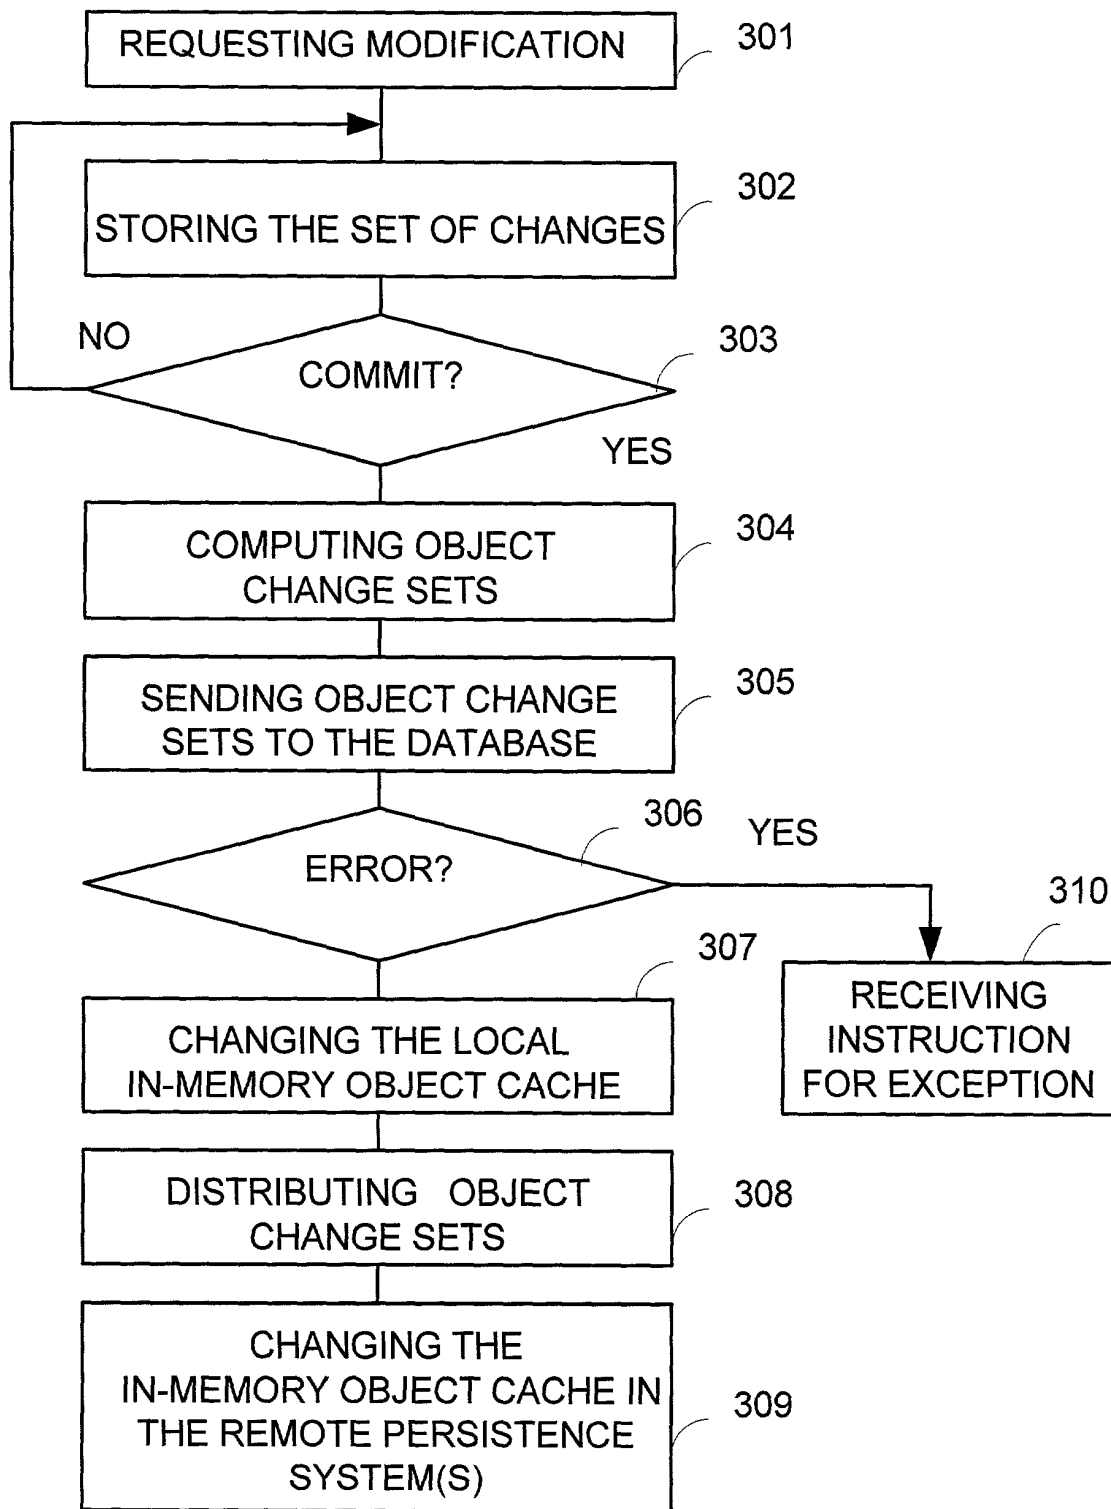 REQUESTING MODIFICATION
301
302
STORING THE SET OF CHANGES
NO
303
COMMIT?
YES
304
COMPUTING OBJECT
CHANGE SETS
305
SENDING OBJECT CHANGE
SETS TO THE DATABASE
306
YES
ERROR?
310
307
RECEIVING
INSTRUCTION
FOR EXCEPTION
CHANGING THE LOCAL
IN-MEMORY OBJECT CACHE
308
DISTRIBUTING OBJECT
CHANGE SETS
CHANGING THE
IN-MEMORY OBJECT CACHE IN
THE REMOTE PERSISTENCE
SYSTEM(S)
309